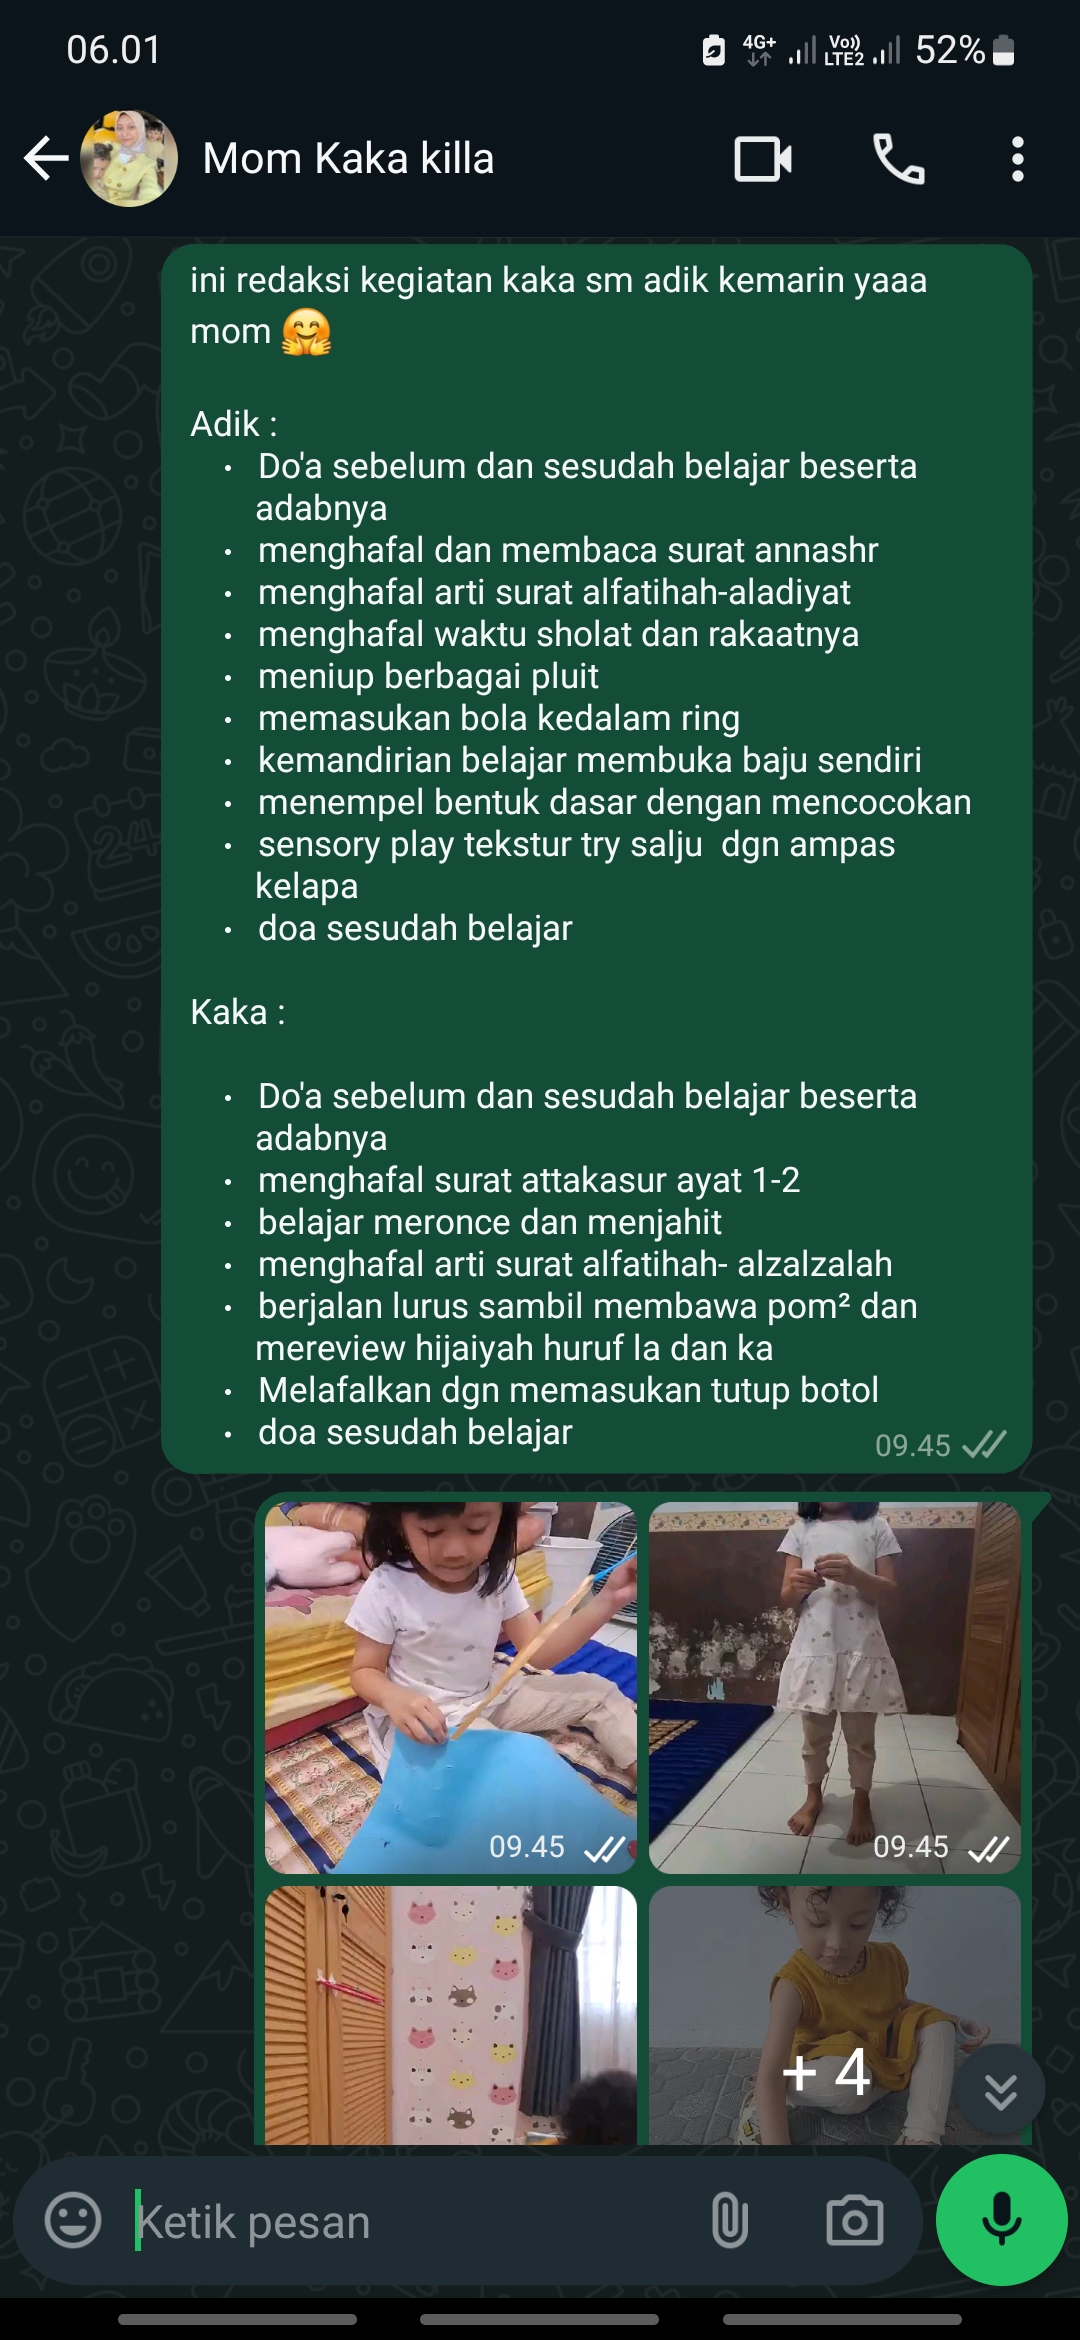 06.01
4G+
Vo))
LTE2
52%
Mom Kaka killa
ini redaksi kegiatan kaka sm adik kemarin yaaa
mom 🤗
Adik :
• Do'a sebelum dan sesudah belajar beserta
adabnya
• menghafal dan membaca surat annashr
• menghafal arti surat alfatihah-aladiyat
• menghafal waktu sholat dan rakaatnya
• meniup berbagai pluit
• memasukan bola kedalam ring
• kemandirian belajar membuka baju sendiri
• menempel bentuk dasar dengan mencocokan
• sensory play tekstur try salju  dgn ampas
kelapa
• doa sesudah belajar
Kaka :
• Do'a sebelum dan sesudah belajar beserta
adabnya
• menghafal surat attakasur ayat 1-2
• belajar meronce dan menjahit
• menghafal arti surat alfatihah- alzalzalah
• berjalan lurus sambil membawa pom² dan
mereview hijaiyah huruf la dan ka
• Melafalkan dgn memasukan tutup botol
• doa sesudah belajar
09.45
09.45
09.45
+ 4
Ketik pesan